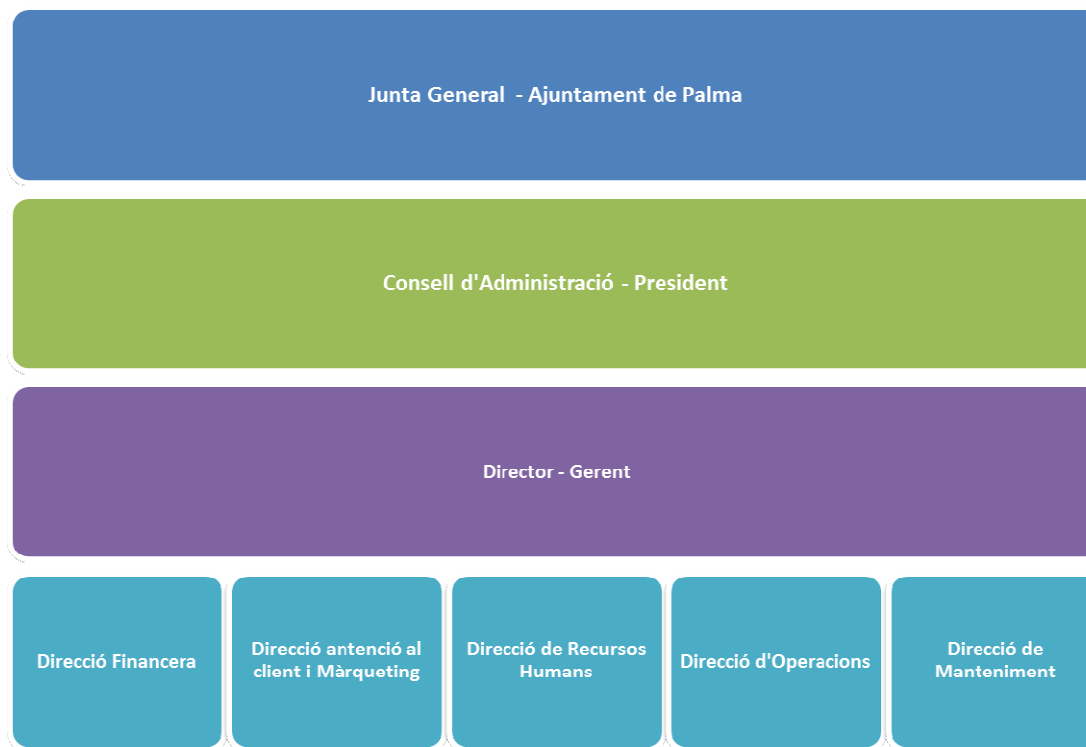 Junta General - Ajuntament de Palma
Consell d'Administració - President
Director - Gerent
Direcció Financera
Direcció antenció al
client i Màrqueting
Direcció de Recursos
Humans
Direcció d'Operacions
Direcció de
Manteniment